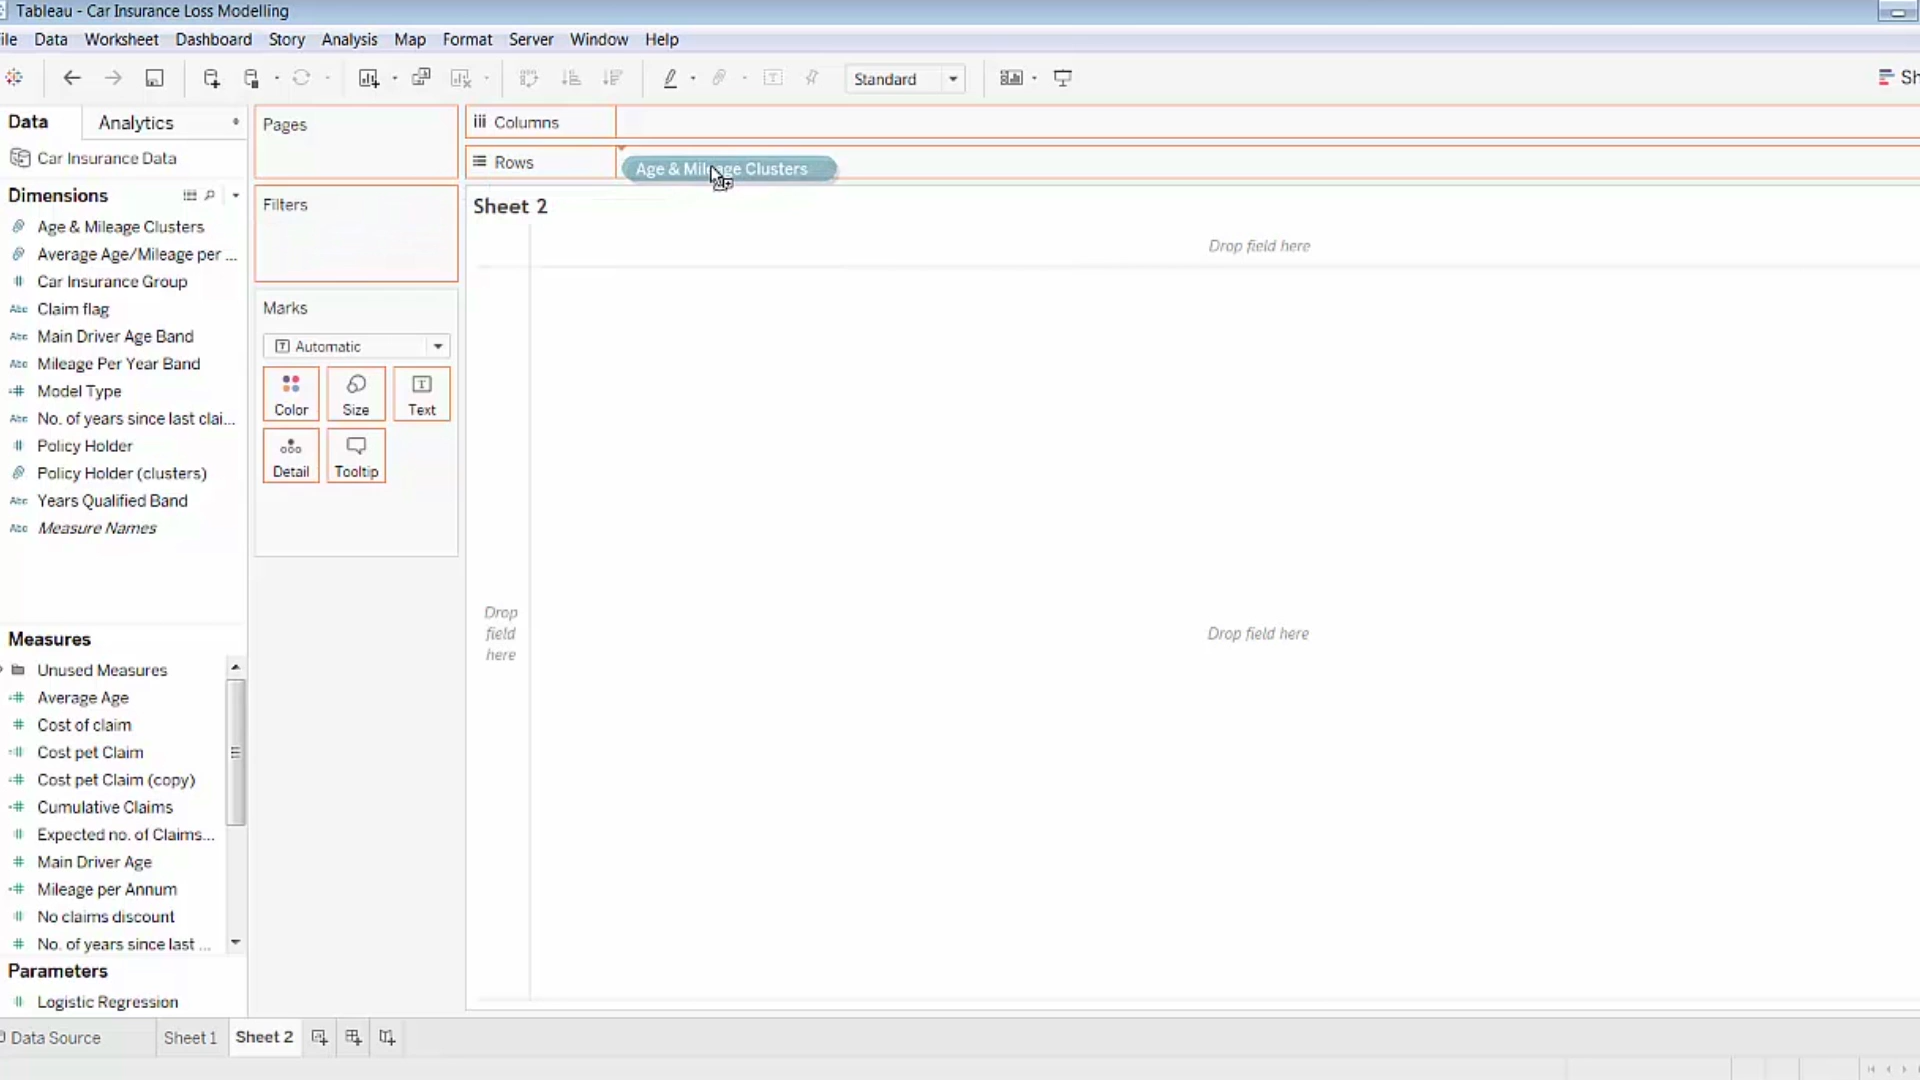 Tableau - Car Insurance Loss Modelling
ile Data Worksheet Dashboard Story Analysis Map Format Server Window Help
Standard
Sh
Data Analytics
Pages
Columns
Car Insurance Data
Rows
Age & Mileage Clusters
Dimensions
Filters
Sheet 2
Age & Mileage Clusters
Average Age/Mileage per ...
Car Insurance Group
Claim flag
Main Driver Age Band
Mileage Per Year Band
Model Type
No. of years since last clai...
Policy Holder
Policy Holder (clusters)
Years Qualified Band
Measure Names
Marks
Automatic
Color Size Text
Detail Tooltip
Drop field here
Drop
field
here
Drop field here
Measures
Unused Measures
Average Age
Cost of claim
Cost pet Claim
Cost pet Claim (copy)
Cumulative Claims
Expected no. of Claims...
Main Driver Age
Mileage per Annum
No claims discount
No. of years since last ...
Parameters
Logistic Regression
Data Source Sheet 1 Sheet 2